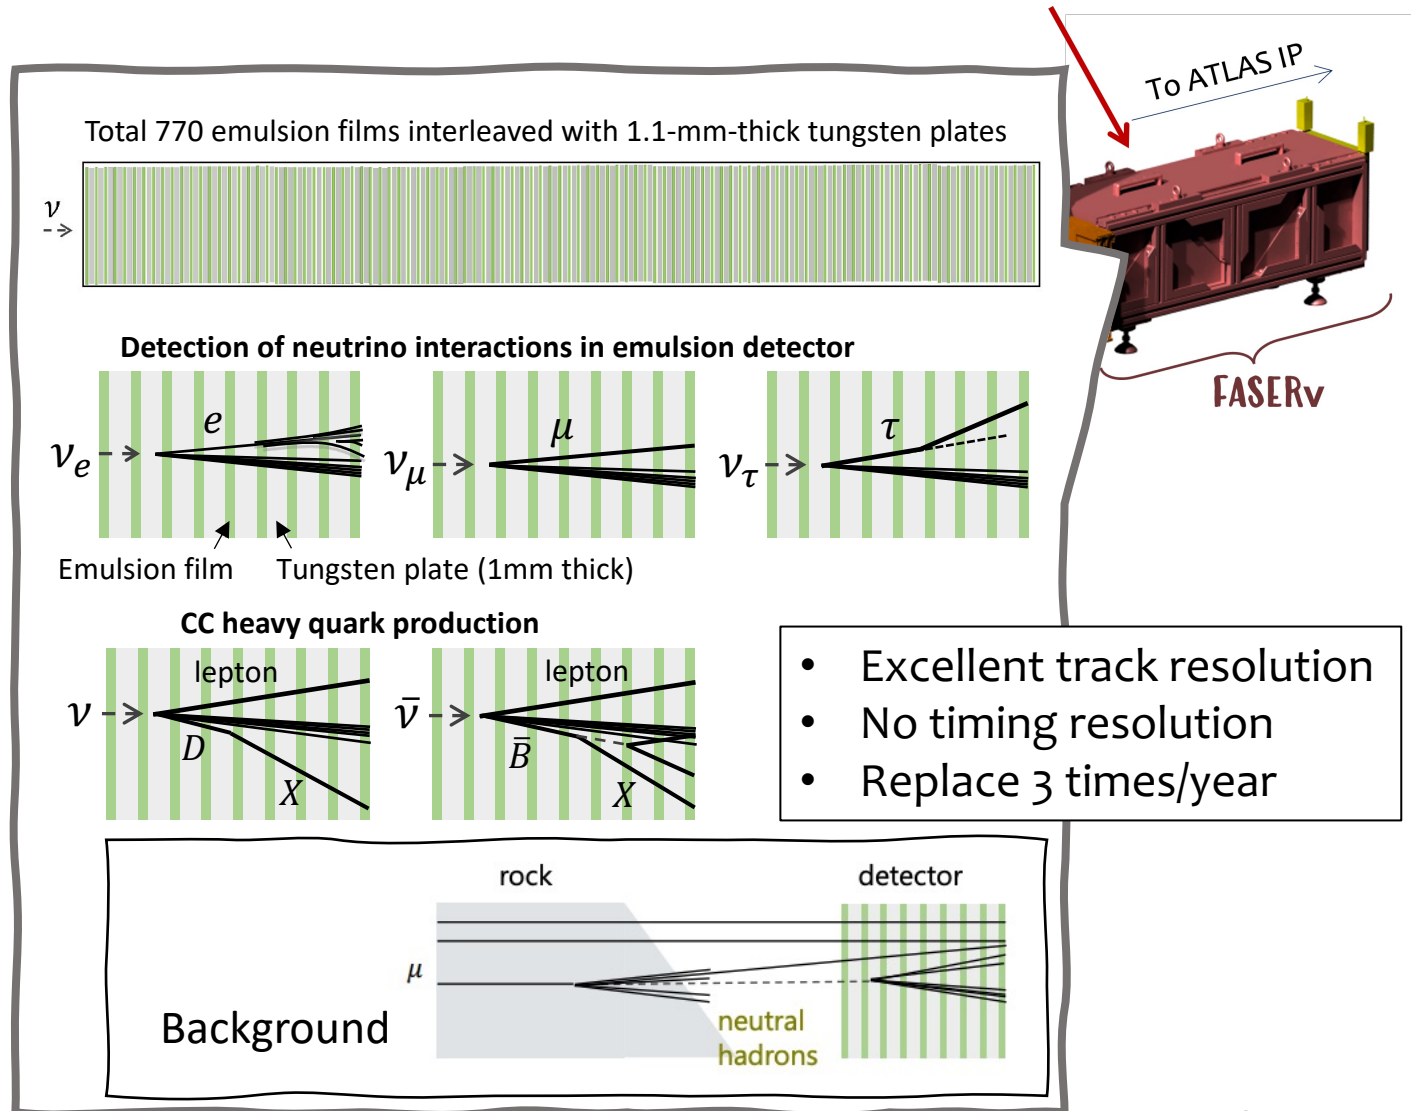 To ATLAS IP
Total 770 emulsion films interleaved with 1.1-mm-thick tungsten plates
ν
FASERν
Detection of neutrino interactions in emulsion detector
νe e
νμ μ
ντ τ
Emulsion film
Tungsten plate (1mm thick)
CC heavy quark production
ν lepton
D
X
ν̄ lepton
B̄
X
• Excellent track resolution
• No timing resolution
• Replace 3 times/year
rock
detector
μ
Background
neutral
hadrons